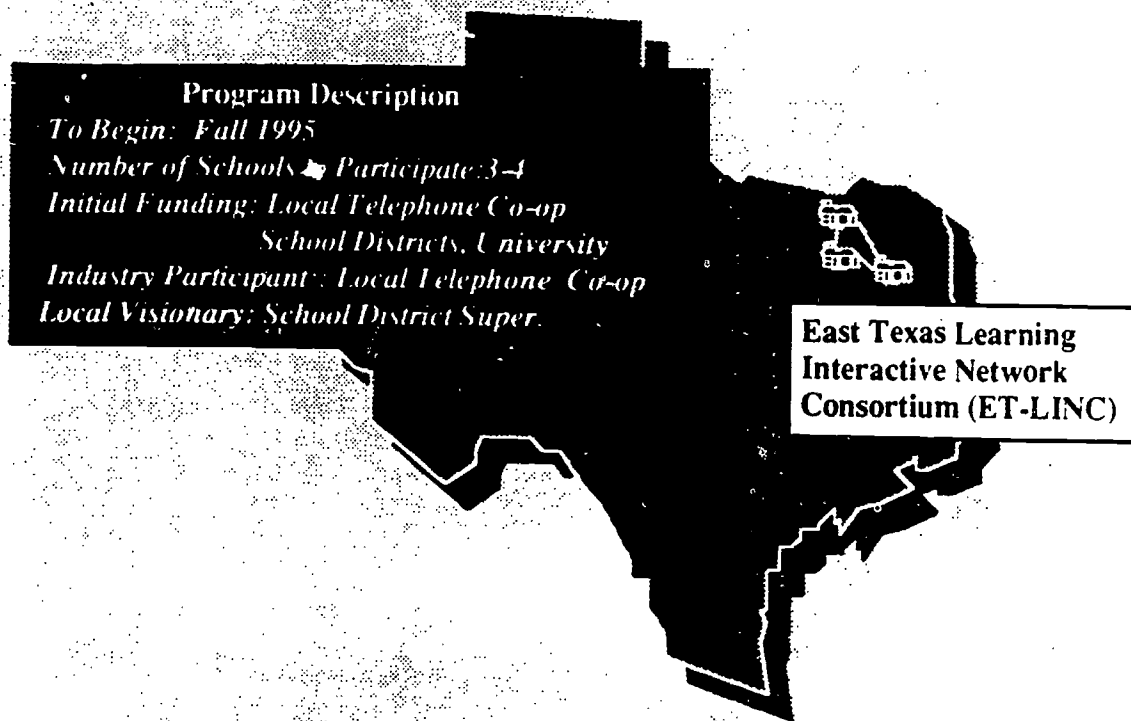 Program Description
To Begin: Fall 1995
Number of Schools Participate: 3-4
Initial Funding: Local Telephone Co-op
School Districts, University
Industry Participant: Local Telephone Co-op
Local Visionary: School District Super.
East Texas Learning
Interactive Network
Consortium (ET-LINC)